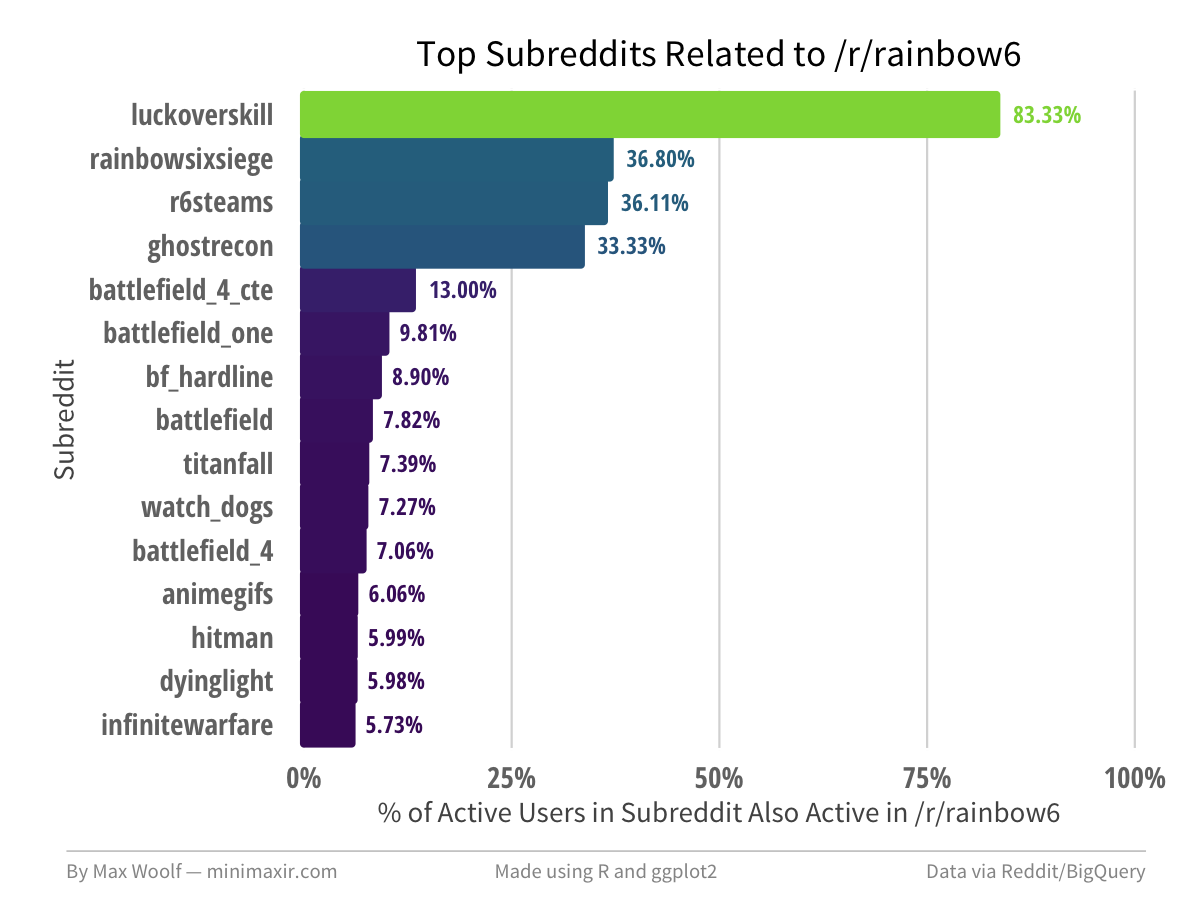 Top Subreddits Related to /r/rainbow6
Subreddit
luckoverskill 83.33%
rainbowsixsiege 36.80%
r6steams 36.11%
ghostrecon 33.33%
battlefield_4_cte 13.00%
battlefield_one 9.81%
bf_hardline 8.90%
battlefield 7.82%
titanfall 7.39%
watch_dogs 7.27%
battlefield_4 7.06%
animegifs 6.06%
hitman 5.99%
dyinglight 5.98%
infinitewarfare 5.73%
0% 25% 50% 75% 100%
% of Active Users in Subreddit Also Active in /r/rainbow6
By Max Woolf — minimaxir.com Made using R and ggplot2 Data via Reddit/BigQuery